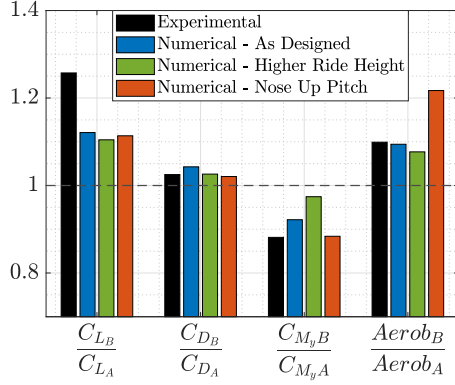 1.4
1.2
1
0.8
Experimental
Numerical - As Designed
Numerical - Higher Ride Height
Numerical - Nose Up Pitch
C_{L_B} / C_{L_A}
C_{D_B} / C_{D_A}
C_{M_y B} / C_{M_y A}
Aerob_B / Aerob_A